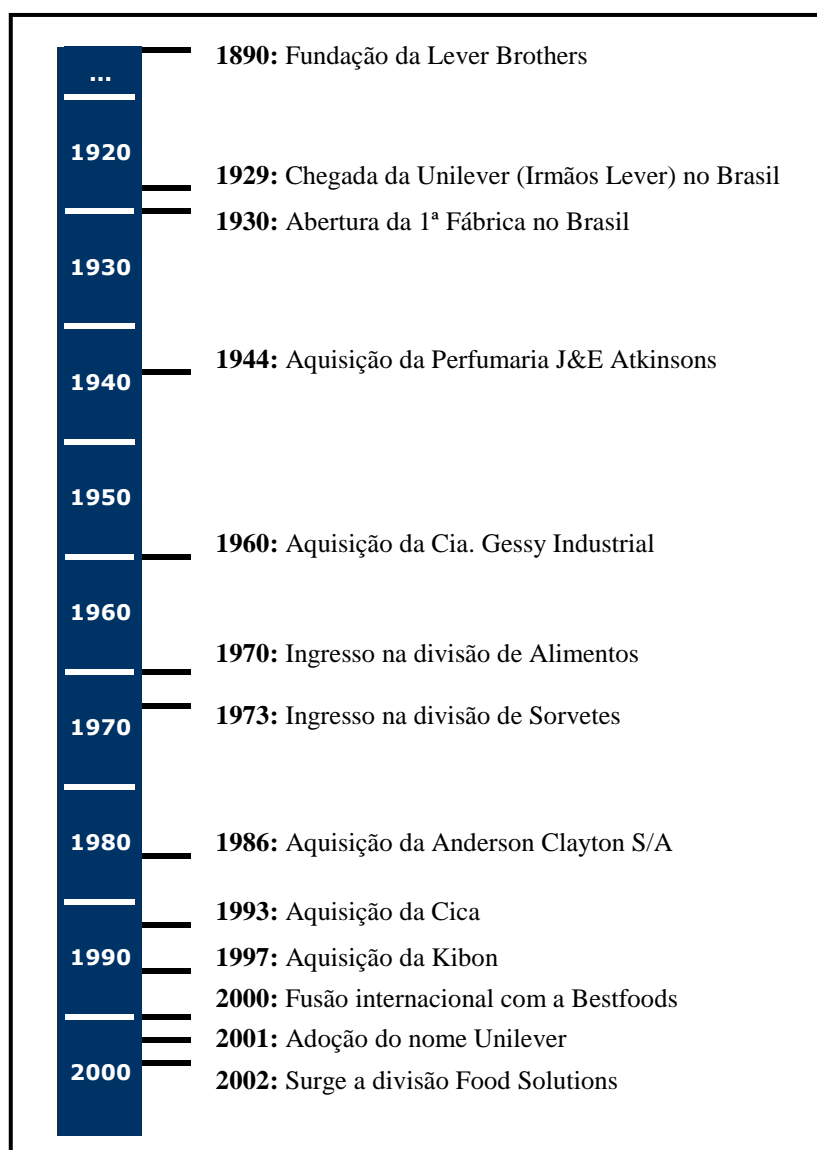 ...
1890: Fundação da Lever Brothers
1920
1929: Chegada da Unilever (Irmãos Lever) no Brasil
1930: Abertura da 1ª Fábrica no Brasil
1930
1944: Aquisição da Perfumaria J&E Atkinsons
1940
1950
1960: Aquisição da Cia. Gessy Industrial
1960
1970: Ingresso na divisão de Alimentos
1973: Ingresso na divisão de Sorvetes
1970
1980
1986: Aquisição da Anderson Clayton S/A
1993: Aquisição da Cica
1990
1997: Aquisição da Kibon
2000: Fusão internacional com a Bestfoods
2001: Adoção do nome Unilever
2000
2002: Surge a divisão Food Solutions